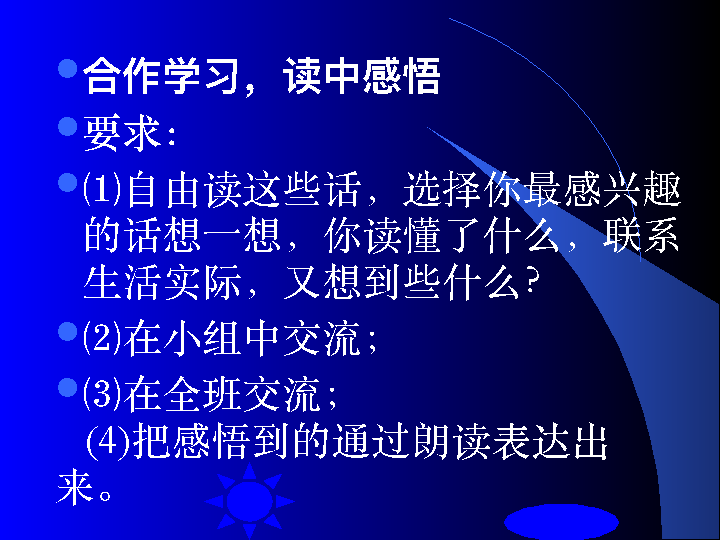 合作学习，读中感悟
要求：
⑴自由读这些话，选择你最感兴趣
的话想一想，你读懂了什么，联系
生活实际，又想到些什么？
⑵在小组中交流；
⑶在全班交流；
(4)把感悟到的通过朗读表达出
来。